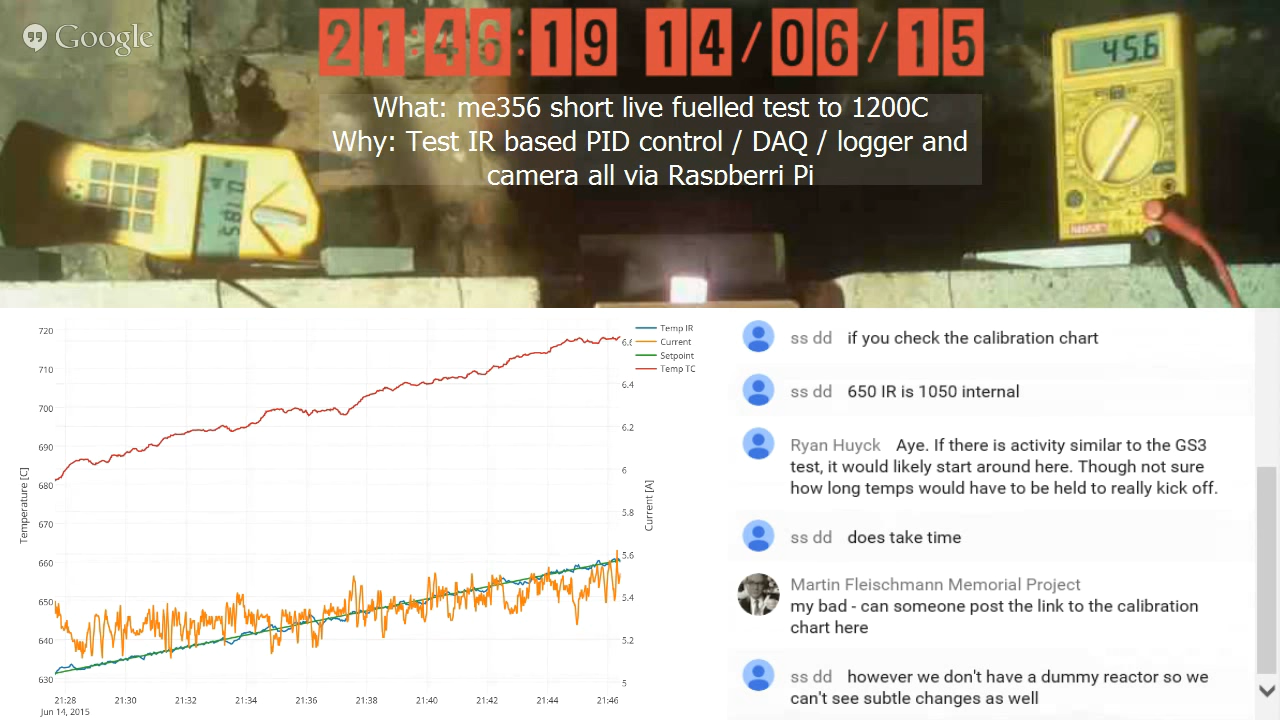 Google
21:46:19 14/06/15
What: me356 short live fuelled test to 1200C
Why: Test IR based PID control / DAQ / logger and
camera all via Raspberri Pi
45.6
720
710
700
690
680
670
660
650
640
630
Temperature [C]
21:28
21:30
21:32
21:34
21:36
21:38
21:40
21:42
21:44
21:46
Jun 14, 2015
6.6
6.4
6.2
6
5.8
5.6
5.4
5.2
5
Current [A]
Temp IR
Current
Setpoint
Temp TC
ss dd if you check the calibration chart
ss dd 650 IR is 1050 internal
Ryan Huyck Aye. If there is activity similar to the GS3
test, it would likely start around here. Though not sure
how long temps would have to be held to really kick off.
ss dd does take time
Martin Fleischmann Memorial Project
my bad - can someone post the link to the calibration
chart here
ss dd however we don't have a dummy reactor so we
can't see subtle changes as well